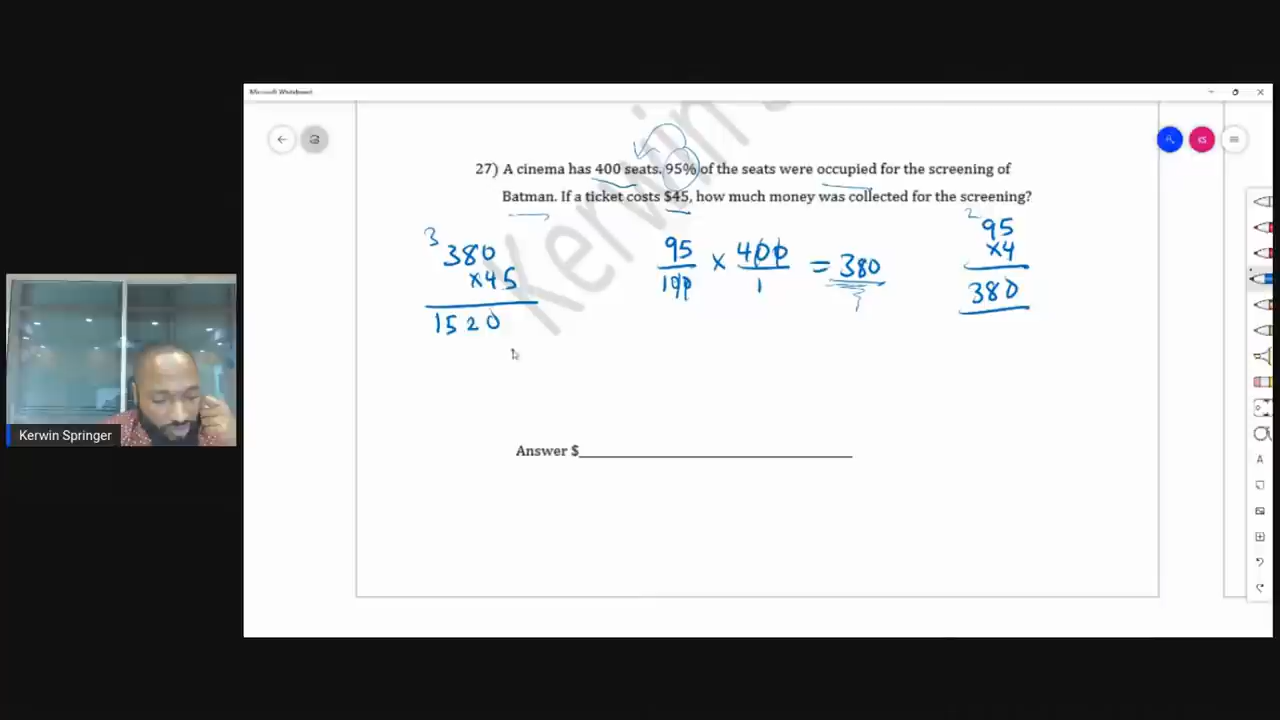 Microsoft Whiteboard
Kerwin
27) A cinema has 400 seats. 95% of the seats were occupied for the screening of
Batman. If a ticket costs $45, how much money was collected for the screening?
3
380
x45
1520
95/100 x 400/1 = 380
2
95
x4
380
Answer $
Kerwin Springer
KS
A